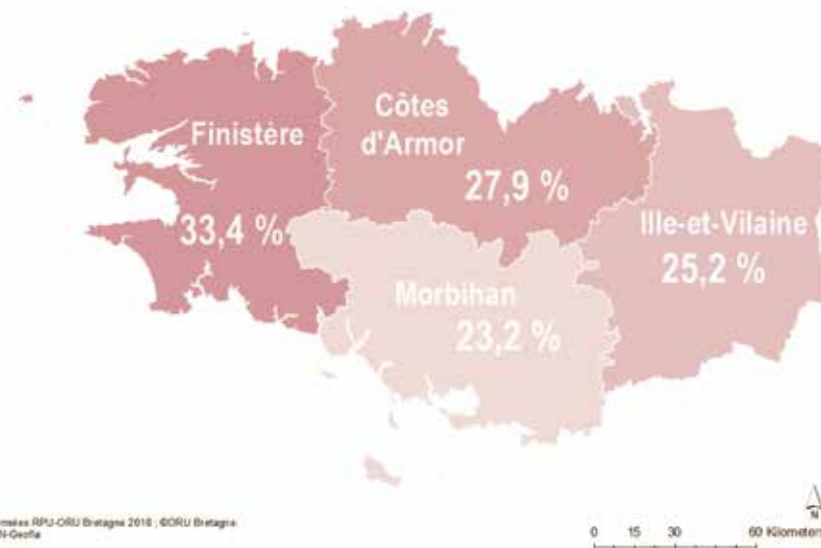 Finistère
33,4 %
Côtes
d'Armor
27,9 %
Ille-et-Vilaine
25,2 %
Morbihan
23,2 %
RPU-ORU Bretagne 2018 ; ©ORU Bretagne
N
0 15 30 60 Kilometers